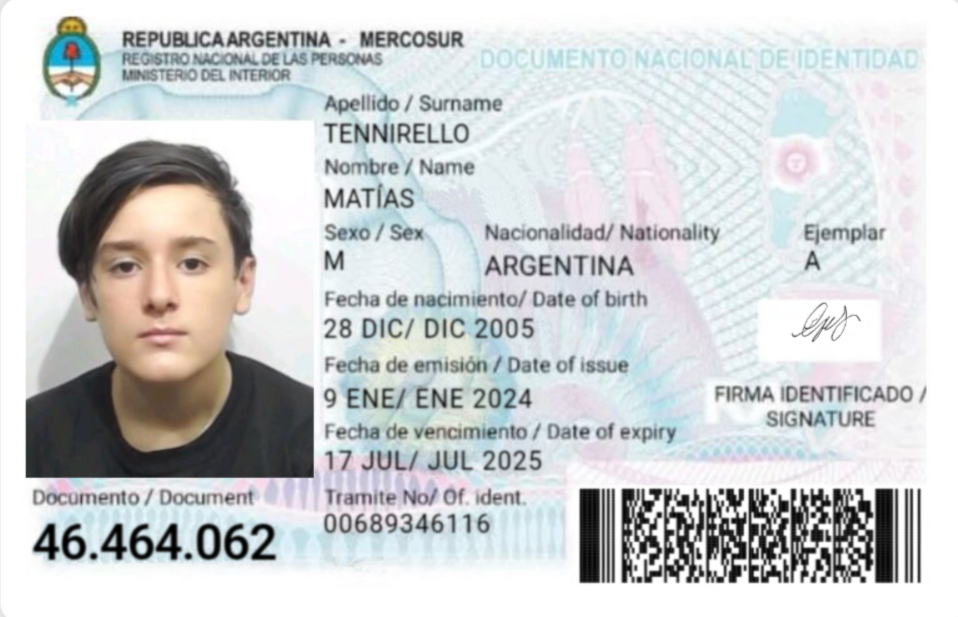 REPUBLICA ARGENTINA - MERCOSUR
REGISTRO NACIONAL DE LAS PERSONAS
MINISTERIO DEL INTERIOR
DOCUMENTO NACIONAL DE IDENTIDAD
Apellido / Surname
TENNIRELLO
Nombre / Name
MATÍAS
Sexo / Sex Nacionalidad/ Nationality Ejemplar
M ARGENTINA A
Fecha de nacimiento/ Date of birth
28 DIC/ DIC 2005
Fecha de emisión / Date of issue
9 ENE/ ENE 2024
FIRMA IDENTIFICADO /
SIGNATURE
Fecha de vencimiento / Date of expiry
17 JUL/ JUL 2025
Documento / Document Tramite No/ Of. ident.
46.464.062 00689346116